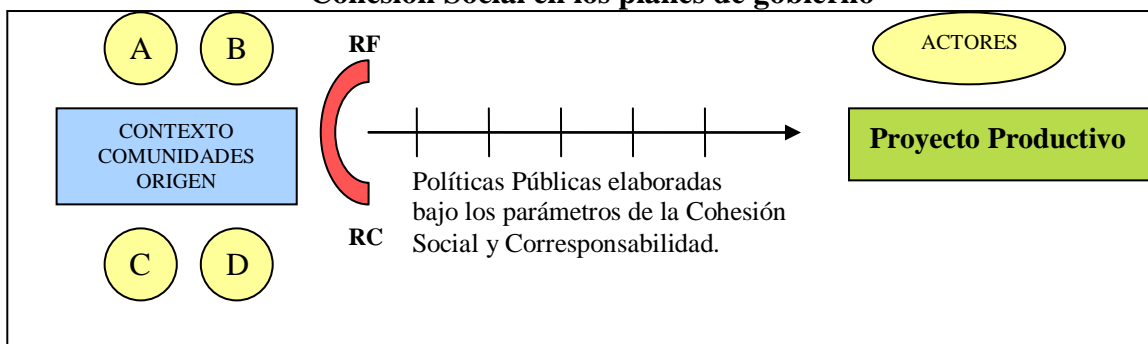 Cohesión Social en los planes de gobierno
A
B
RF
ACTORES
CONTEXTO
COMUNIDADES
ORIGEN
Proyecto Productivo
Políticas Públicas elaboradas
bajo los parámetros de la Cohesión
Social y Corresponsabilidad.
RC
C
D